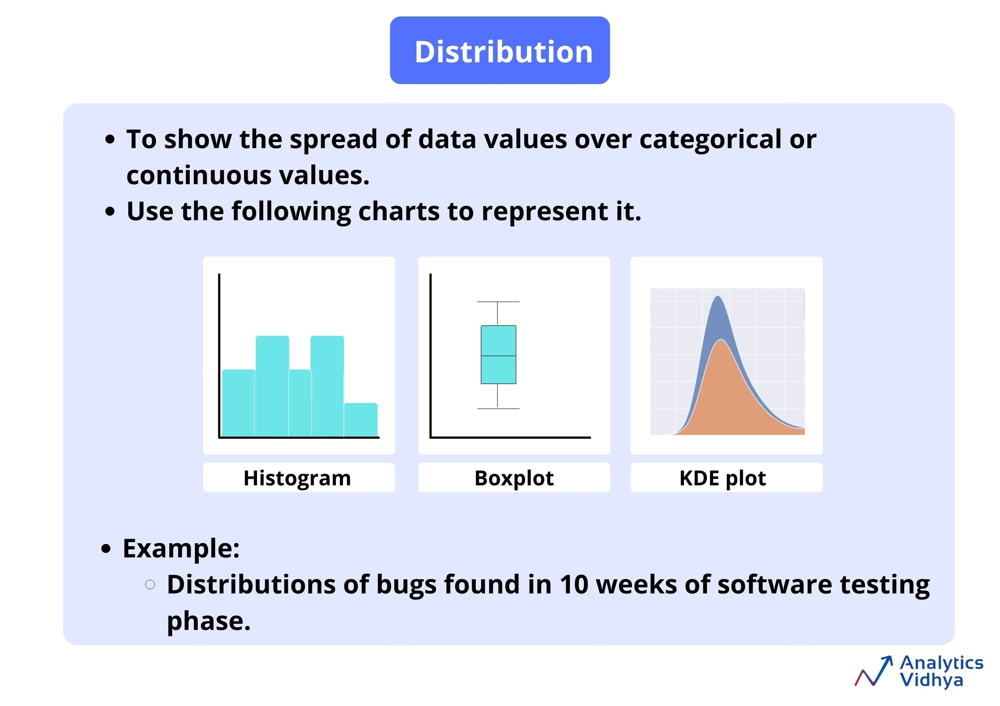 Distribution
• To show the spread of data values over categorical or
continuous values.
• Use the following charts to represent it.
Histogram
Boxplot
KDE plot
• Example:
○ Distributions of bugs found in 10 weeks of software testing
phase.
Analytics
Vidhya